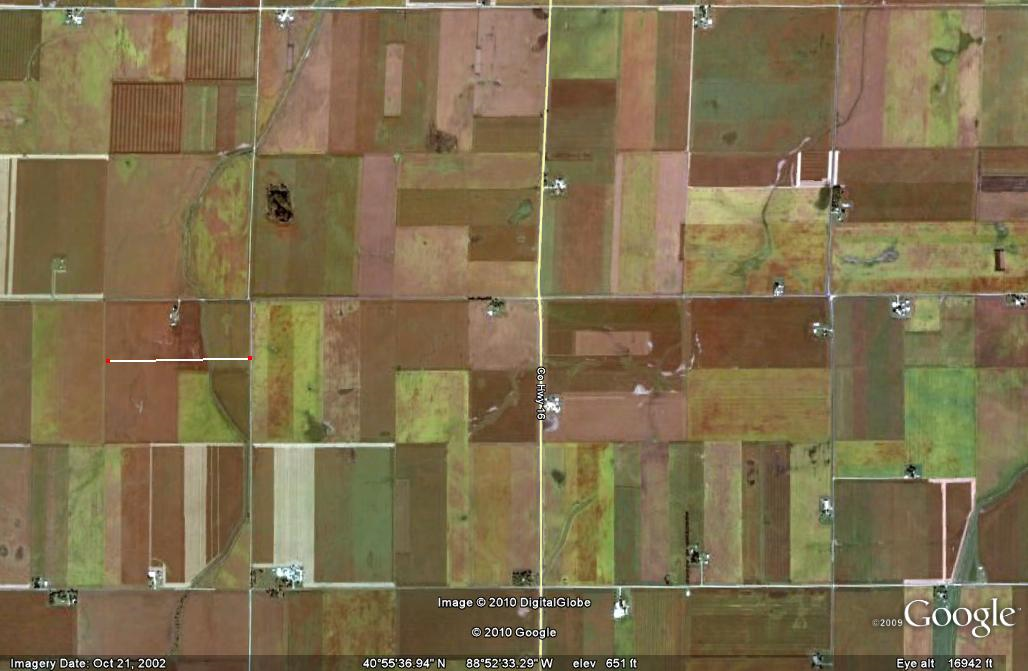 Co Hwy 16
Image © 2010 DigitalGlobe
© 2010 Google
©2009 Google
Imagery Date: Oct 21, 2002 40°55'36.94" N 88°52'33.29" W elev 651 ft Eye alt 16942 ft